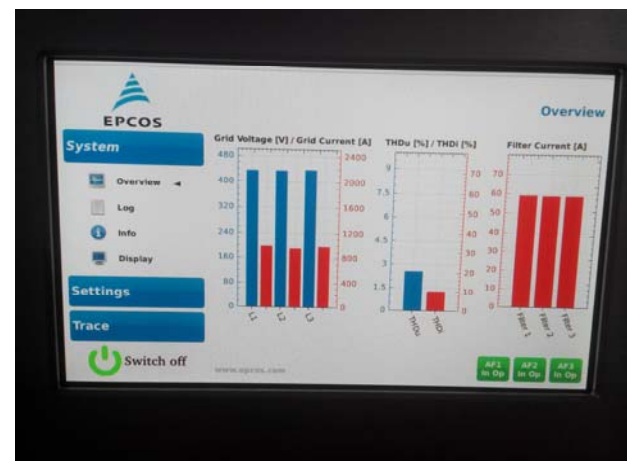 EPCOS
Overview
System
Overview
Log
Info
Display
Settings
Trace
Switch off
Grid Voltage [V] / Grid Current [A]
480
400
320
240
160
80
0
2400
2000
1600
1200
800
400
0
L1
L2
L3
THDu [%] / THDi [%]
9
7.5
6
4.5
3
1.5
0
70
60
50
40
30
20
10
0
THDu
THDi
Filter Current [A]
70
60
50
40
30
20
10
0
Filter 1
Filter 2
Filter 3
www.epcos.com
AF1
In Op
AF2
In Op
AF3
In Op